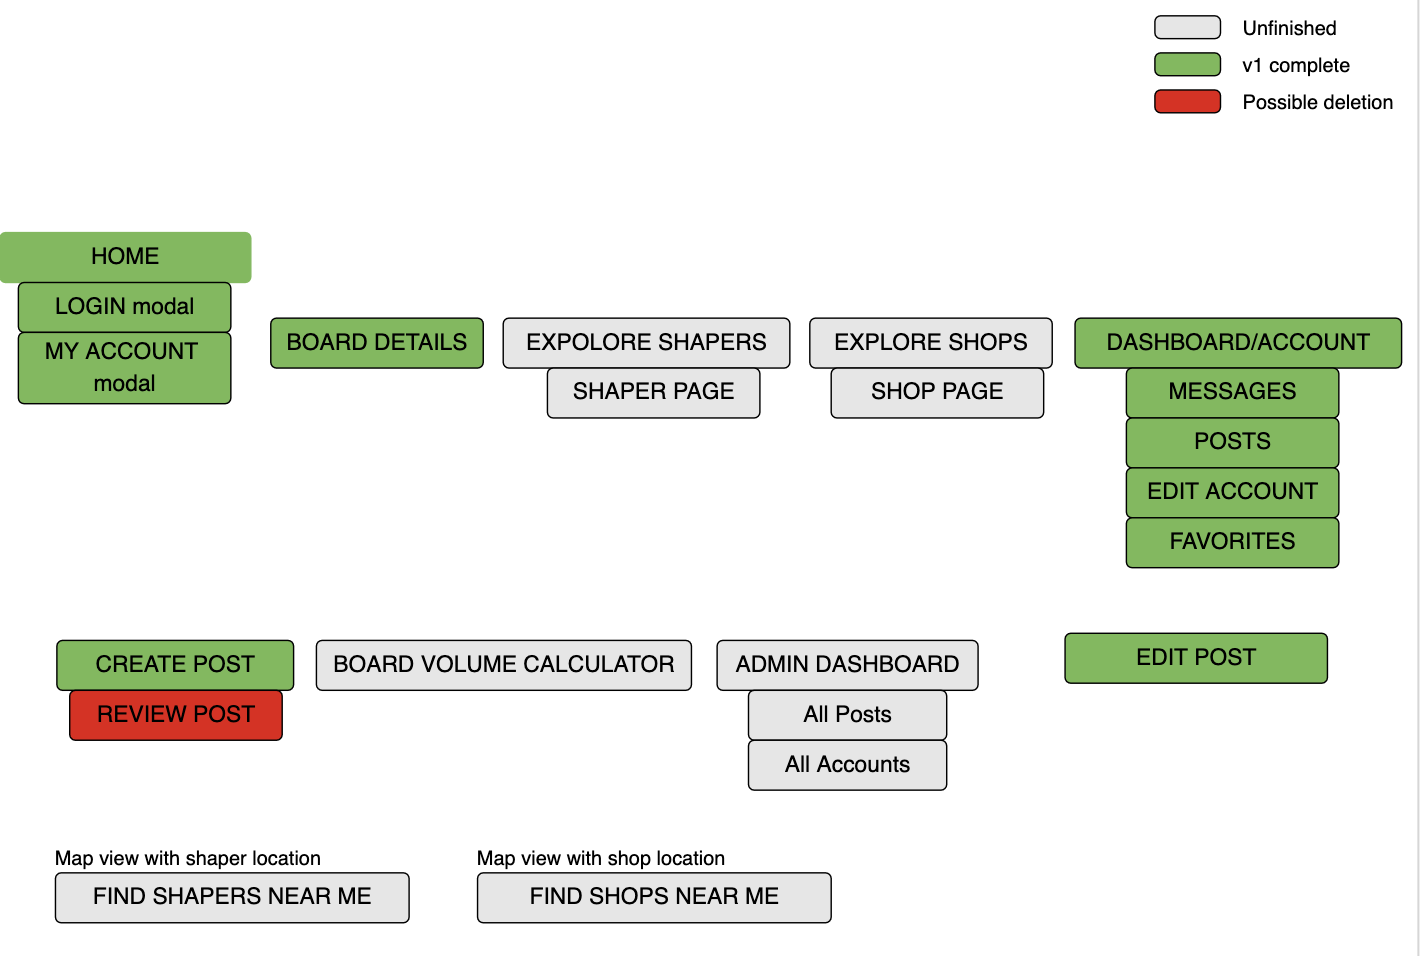 Unfinished
v1 complete
Possible deletion
HOME
LOGIN modal
MY ACCOUNT
modal
BOARD DETAILS
EXPOLORE SHAPERS
SHAPER PAGE
EXPLORE SHOPS
SHOP PAGE
DASHBOARD/ACCOUNT
MESSAGES
POSTS
EDIT ACCOUNT
FAVORITES
CREATE POST
REVIEW POST
BOARD VOLUME CALCULATOR
ADMIN DASHBOARD
All Posts
All Accounts
EDIT POST
Map view with shaper location
FIND SHAPERS NEAR ME
Map view with shop location
FIND SHOPS NEAR ME